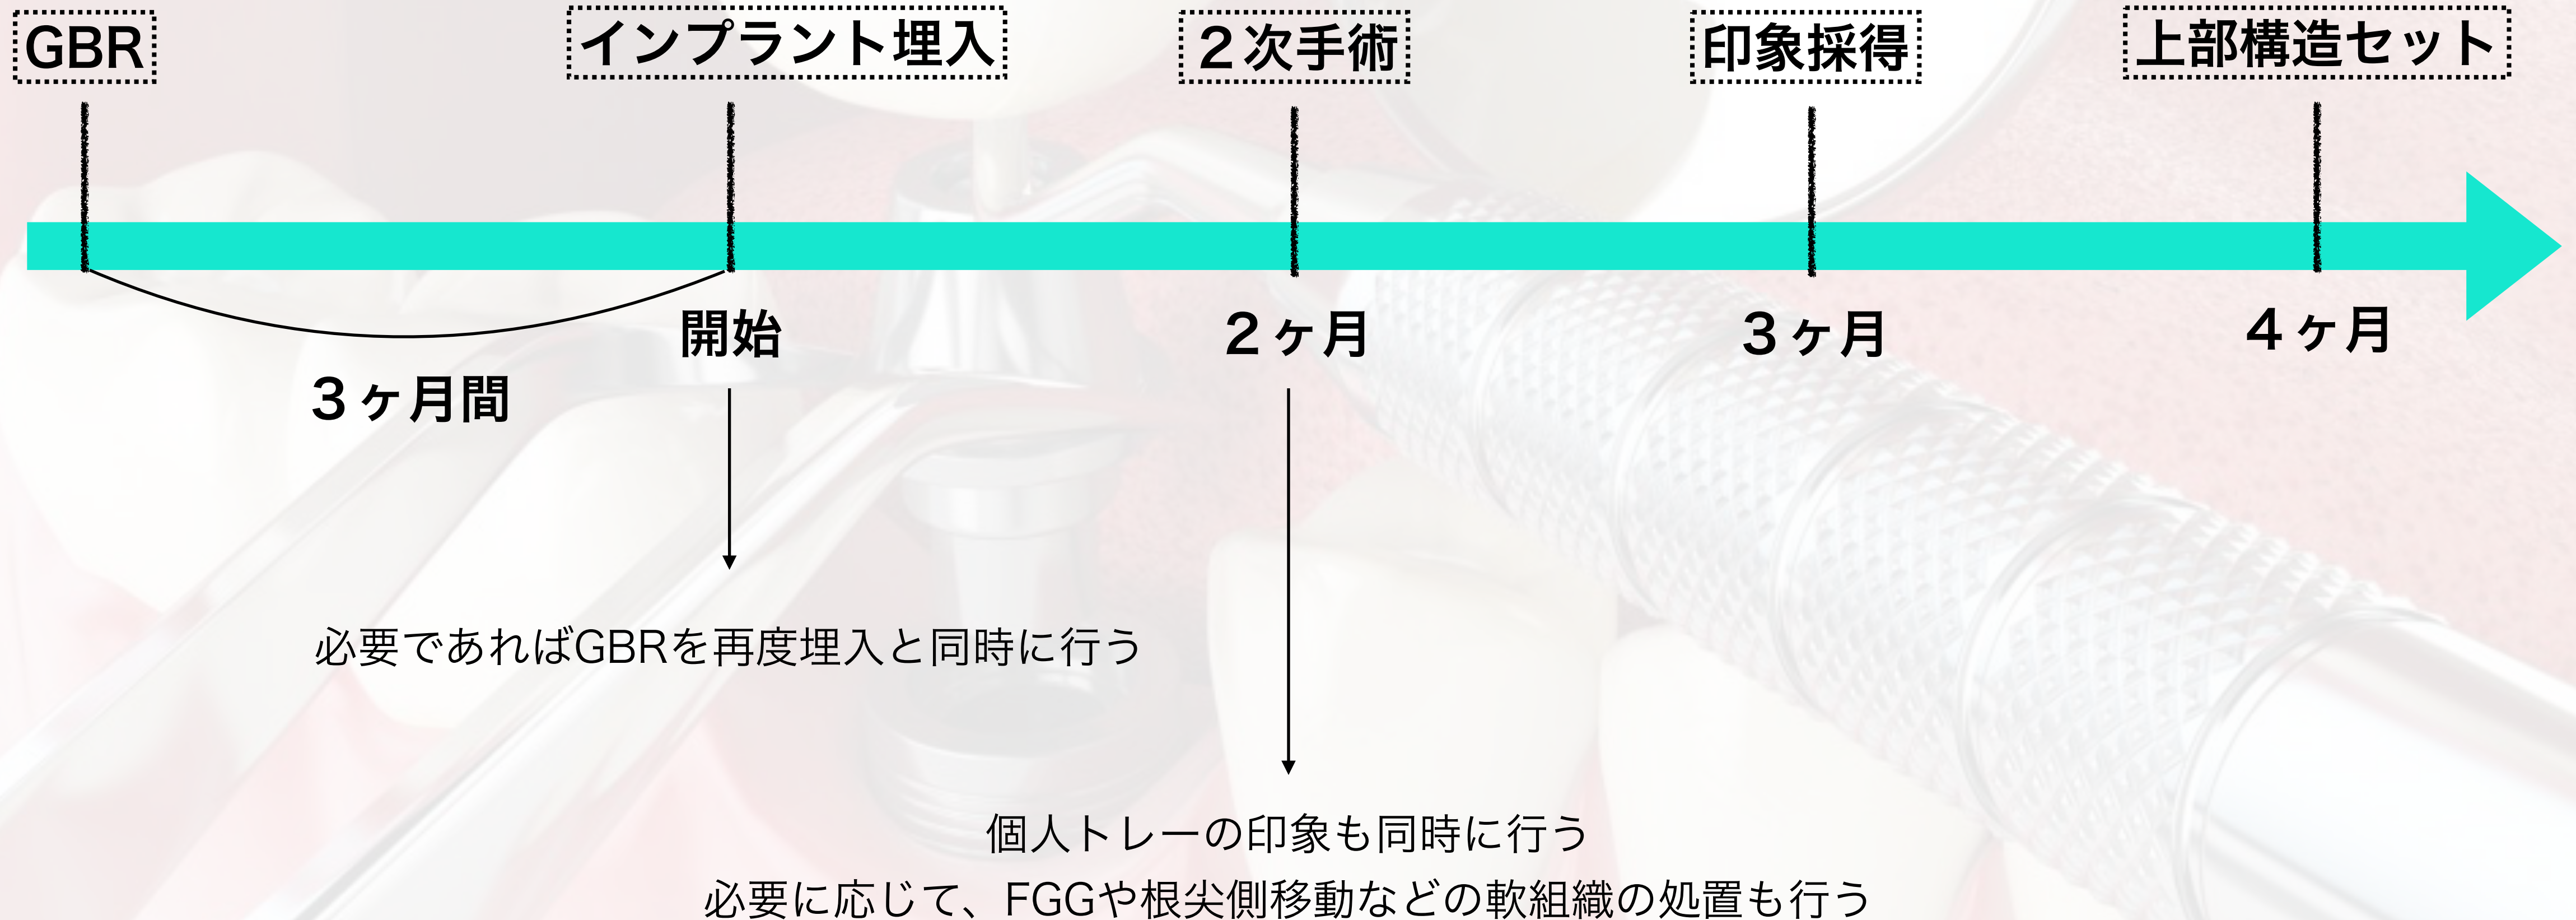 GBR
インプラント埋入
２次手術
印象採得
上部構造セット
開始
２ヶ月
３ヶ月
４ヶ月
３ヶ月間
必要であればGBRを再度埋入と同時に行う
個人トレーの印象も同時に行う
必要に応じて、FGGや根尖側移動などの軟組織の処置も行う